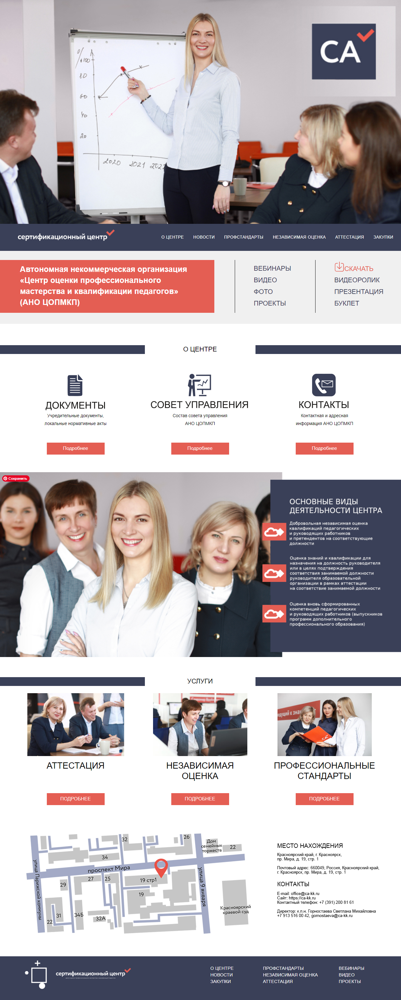 %
100
80
60
40
20
2020 2021 2022
CA
сертификационный центр
О ЦЕНТРЕ НОВОСТИ ПРОФСТАНДАРТЫ НЕЗАВИСИМАЯ ОЦЕНКА АТТЕСТАЦИЯ ЗАКУПКИ
Автономная некоммерческая организация
«Центр оценки профессионального
мастерства и квалификации педагогов»
(АНО ЦОПМКП)
ВЕБИНАРЫ
ВИДЕО
ФОТО
ПРОЕКТЫ
СКАЧАТЬ
ВИДЕОРОЛИК
ПРЕЗЕНТАЦИЯ
БУКЛЕТ
О ЦЕНТРЕ
ДОКУМЕНТЫ
Учредительные документы,
локальные нормативные акты
Подробнее
СОВЕТ УПРАВЛЕНИЯ
Состав совета управления
АНО ЦОПМКП
Подробнее
КОНТАКТЫ
Контактная и адресная
информация АНО ЦОПМКП
Подробнее
Сохранить
ОСНОВНЫЕ ВИДЫ
ДЕЯТЕЛЬНОСТИ ЦЕНТРА
Добровольная независимая оценка
квалификаций педагогических
и руководящих работников
и претендентов на соответствующие
должности
Оценка знаний и квалификации для
назначения на должность руководителя
или в целях подтверждения
соответствия занимаемой должности
руководителя образовательной
организации в рамках аттестации
на соответствие занимаемой должности
Оценка вновь сформированных
компетенций педагогических
и руководящих работников (выпускников
программ дополнительного
профессионального образования)
УСЛУГИ
АТТЕСТАЦИЯ
ПОДРОБНЕЕ
НЕЗАВИСИМАЯ
ОЦЕНКА
ПОДРОБНЕЕ
ПРОФЕССИОНАЛЬНЫЕ
СТАНДАРТЫ
ПОДРОБНЕЕ
32
26
Дом
семейных
торжеств
22
34
проспект Мира
улица Парижской коммуны
27
25
29
19 стр1
19
улица 9 января
31
22
34Б
32А
Красноярский
краевой суд
МЕСТО НАХОЖДЕНИЯ
Красноярский край, г. Красноярск,
пр. Мира, д. 19, стр. 1
Почтовый адрес: 660049, Россия, Красноярский край,
г. Красноярск, пр. Мира, д. 19, стр. 1
КОНТАКТЫ
E-mail: office@ca-kk.ru
Сайт: https://ca-kk.ru
Контактный телефон: +7 (391) 200 81 61
Директор: к.п.н. Горностаева Светлана Михайловна
+7 913 516 00 42, gornostaeva@ca-kk.ru
сертификационный центр
О ЦЕНТРЕ
НОВОСТИ
ЗАКУПКИ
ПРОФСТАНДАРТЫ
НЕЗАВИСИМАЯ ОЦЕНКА
АТТЕСТАЦИЯ
ВЕБИНАРЫ
ВИДЕО
ПРОЕКТЫ